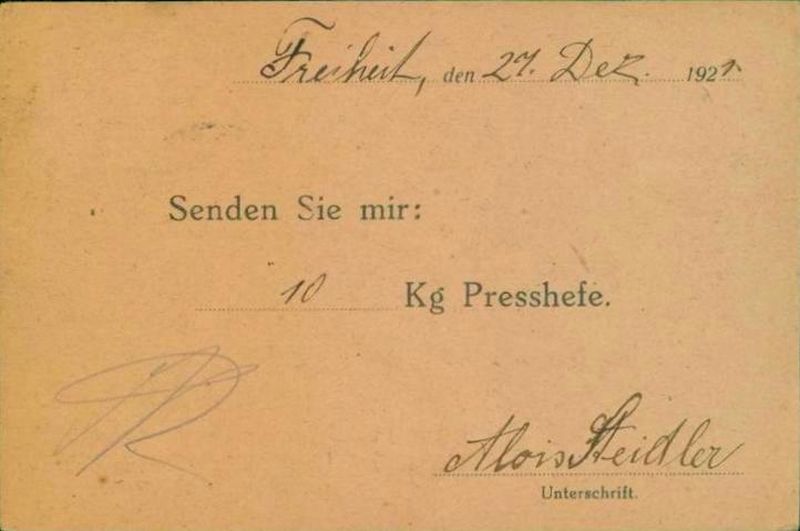 Freiheit, den 27. Dez. 1921
Senden Sie mir:
10 Kg Presshefe.
Alois Steidler
Unterschrift.